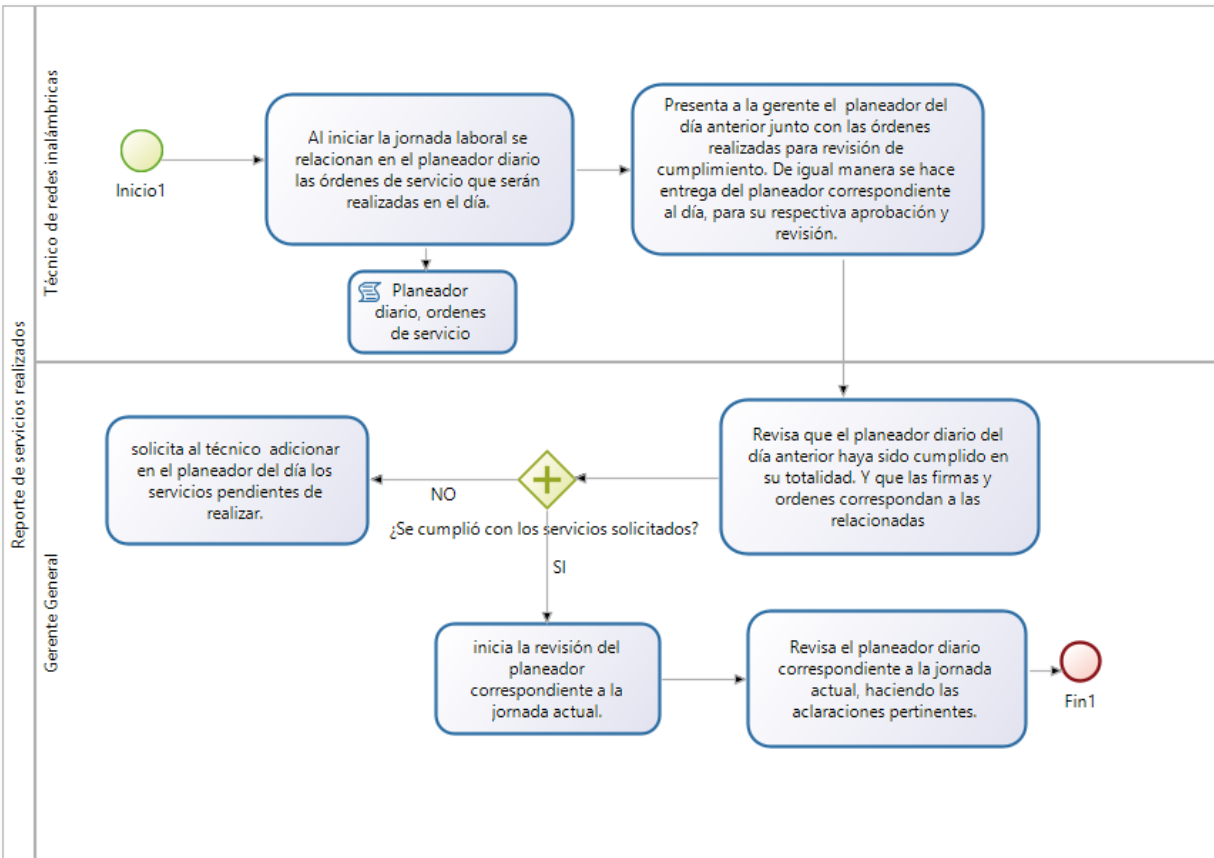 Reporte de servicios realizados
Técnico de redes inalámbricas
Inicio1
Al iniciar la jornada laboral se
relacionan en el planeador diario
las órdenes de servicio que serán
realizadas en el día.
Planeador
diario, ordenes
de servicio
Presenta a la gerente el planeador del
día anterior junto con las órdenes
realizadas para revisión de
cumplimiento. De igual manera se hace
entrega del planeador correspondiente
al día, para su respectiva aprobación y
revisión.
Gerente General
Revisa que el planeador diario del
día anterior haya sido cumplido en
su totalidad. Y que las firmas y
ordenes correspondan a las
relacionadas
¿Se cumplió con los servicios solicitados?
NO
solicita al técnico adicionar
en el planeador del día los
servicios pendientes de
realizar.
SI
inicia la revisión del
planeador
correspondiente a la
jornada actual.
Revisa el planeador diario
correspondiente a la jornada
actual, haciendo las
aclaraciones pertinentes.
Fin1